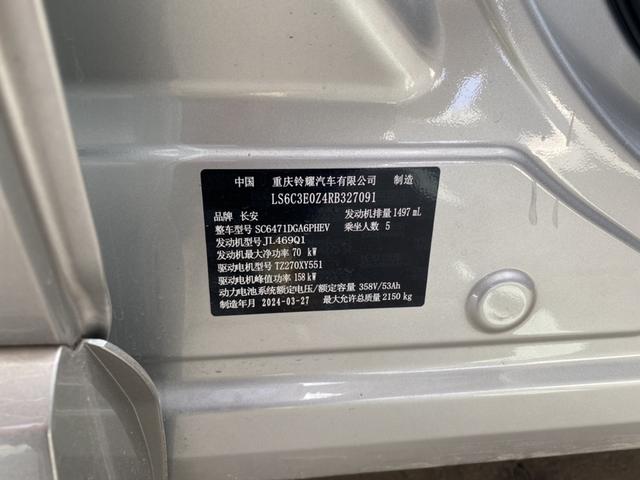 中国 重庆铃耀汽车有限公司 制造
LS6C3E0Z4RB327091
品牌 长安 发动机排量 1497 mL
整车型号 SC6471DGA6PHEV 乘坐人数 5
发动机型号 JL469Q1
发动机最大净功率 70 kW
驱动电机型号 TZ270XY551
驱动电机峰值功率 158 kW
动力电池系统额定电压/额定容量 358V/53Ah
制造年月 2024-03-27 最大允许总质量 2150 kg